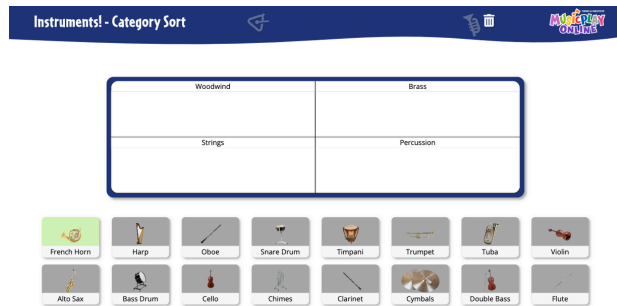 Instruments! - Category Sort
MUSICPLAY
ONLINE
Woodwind
Brass
Strings
Percussion
French Horn
Harp
Oboe
Snare Drum
Timpani
Trumpet
Tuba
Violin
Alto Sax
Bass Drum
Cello
Chimes
Clarinet
Cymbals
Double Bass
Flute